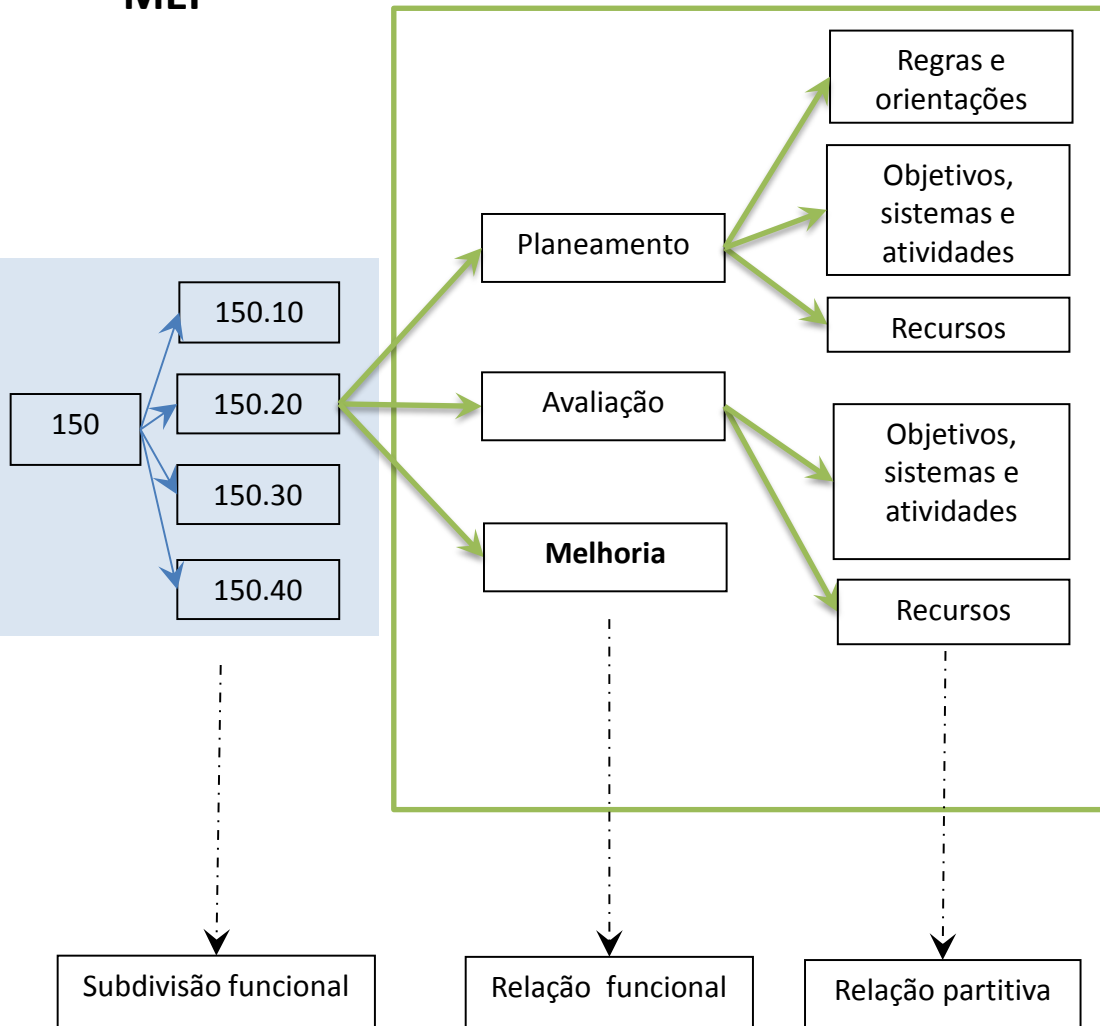 Regras e
orientações
Objetivos,
sistemas e
atividades
Planeamento
Recursos
150.10
150.20
150
150.30
150.40
Avaliação
Objetivos,
sistemas e
atividades
Melhoria
Recursos
Subdivisão funcional
Relação funcional
Relação partitiva